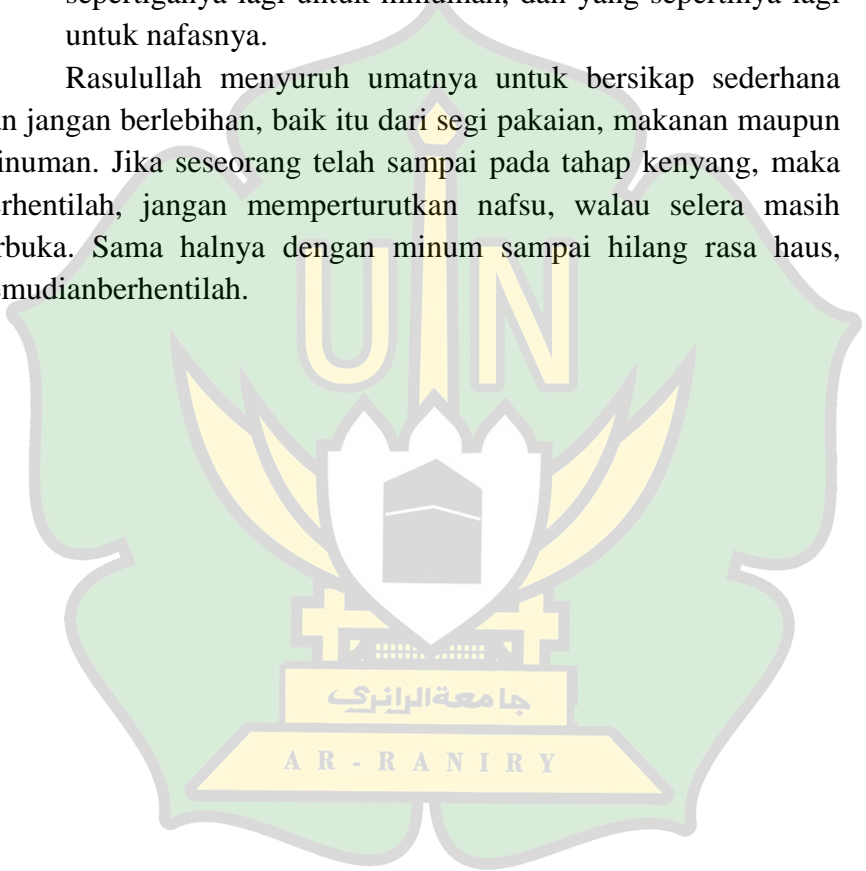 sepertiganya lagi untuk minuman, dan yang sepertinya lagi
untuk nafasnya.
Rasulullah menyuruh umatnya untuk bersikap sederhana
n jangan berlebihan, baik itu dari segi pakaian, makanan maupun
inuman. Jika seseorang telah sampai pada tahap kenyang, maka
rhentilah, jangan memperturutkan nafsu, walau selera masih
rbuka. Sama halnya dengan minum sampai hilang rasa haus,
mudianberhentilah.
UIN
جامعة الرانري
AR-RANIRY